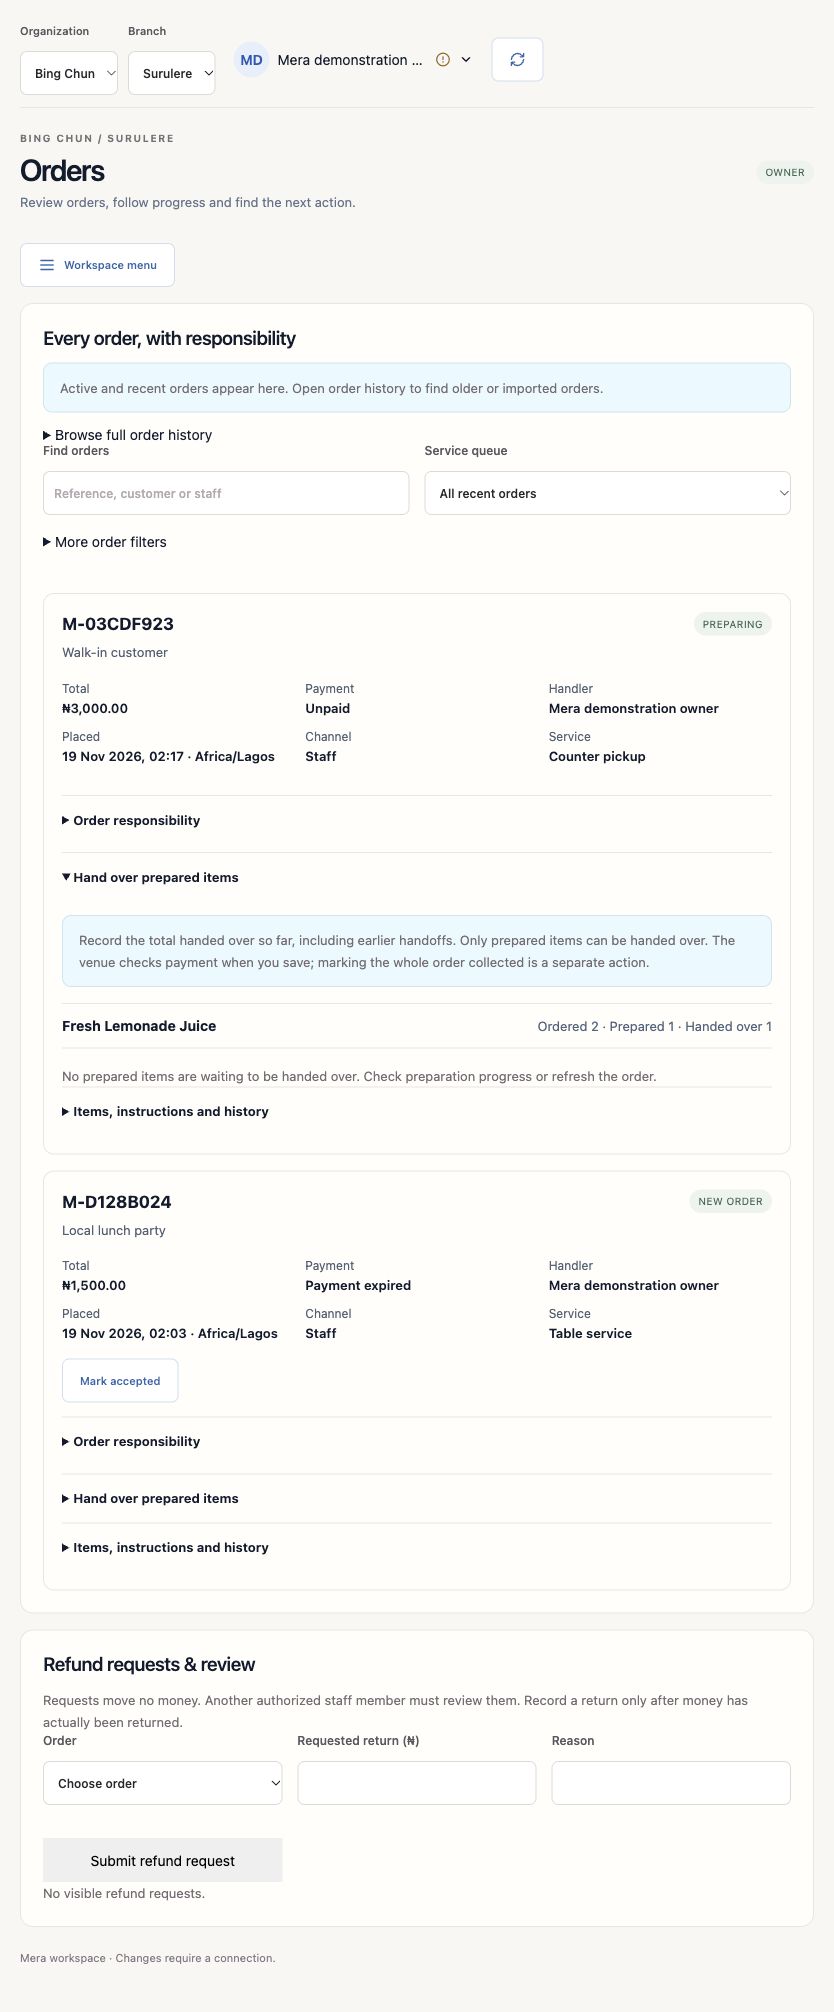 Organization
Branch
Bing Chun
Surulere
MD
Mera demonstration ...
BING CHUN / SURULERE
Orders
OWNER
Review orders, follow progress and find the next action.
Workspace menu
Every order, with responsibility
Active and recent orders appear here. Open order history to find older or imported orders.
Browse full order history
Find orders
Service queue
Reference, customer or staff
All recent orders
More order filters
M-03CDF923
PREPARING
Walk-in customer
Total
Payment
Handler
₦3,000.00
Unpaid
Mera demonstration owner
Placed
Channel
Service
19 Nov 2026, 02:17 · Africa/Lagos
Staff
Counter pickup
Order responsibility
Hand over prepared items
Record the total handed over so far, including earlier handoffs. Only prepared items can be handed over. The
venue checks payment when you save; marking the whole order collected is a separate action.
Fresh Lemonade Juice
Ordered 2 · Prepared 1 · Handed over 1
No prepared items are waiting to be handed over. Check preparation progress or refresh the order.
Items, instructions and history
M-D128B024
NEW ORDER
Local lunch party
Total
Payment
Handler
₦1,500.00
Payment expired
Mera demonstration owner
Placed
Channel
Service
19 Nov 2026, 02:03 · Africa/Lagos
Staff
Table service
Mark accepted
Order responsibility
Hand over prepared items
Items, instructions and history
Refund requests & review
Requests move no money. Another authorized staff member must review them. Record a return only after money has
actually been returned.
Order
Requested return (₦)
Reason
Choose order
Submit refund request
No visible refund requests.
Mera workspace · Changes require a connection.